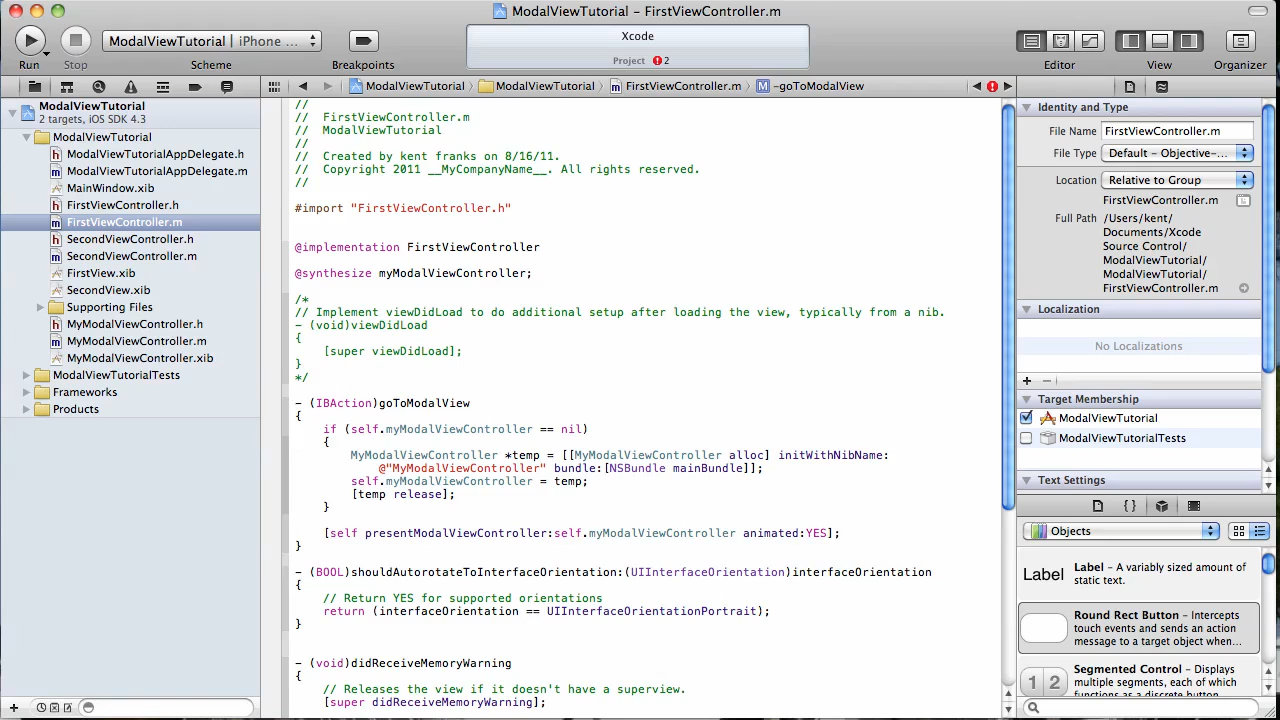 ModalViewTutorial – FirstViewController.m
ModalViewTutorial | iPhone ...
Xcode
Project 2
Run
Stop
Scheme
Breakpoints
Editor
View
Organizer
ModalViewTutorial
ModalViewTutorial
FirstViewController.m
M -goToModalView
ModalViewTutorial
2 targets, iOS SDK 4.3
ModalViewTutorial
h ModalViewTutorialAppDelegate.h
m ModalViewTutorialAppDelegate.m
MainWindow.xib
h FirstViewController.h
m FirstViewController.m
h SecondViewController.h
m SecondViewController.m
FirstView.xib
SecondView.xib
Supporting Files
h MyModalViewController.h
m MyModalViewController.m
MyModalViewController.xib
ModalViewTutorialTests
Frameworks
Products
//
//  FirstViewController.m
//  ModalViewTutorial
//
//  Created by kent franks on 8/16/11.
//  Copyright 2011 __MyCompanyName__. All rights reserved.
//
#import "FirstViewController.h"
@implementation FirstViewController
@synthesize myModalViewController;
/*
// Implement viewDidLoad to do additional setup after loading the view, typically from a nib.
- (void)viewDidLoad
{
[super viewDidLoad];
}
*/
- (IBAction)goToModalView
{
if (self.myModalViewController == nil)
{
MyModalViewController *temp = [[MyModalViewController alloc] initWithNibName:
@"MyModalViewController" bundle:[NSBundle mainBundle]];
self.myModalViewController = temp;
[temp release];
}
[self presentModalViewController:self.myModalViewController animated:YES];
}
- (BOOL)shouldAutorotateToInterfaceOrientation:(UIInterfaceOrientation)interfaceOrientation
{
// Return YES for supported orientations
return (interfaceOrientation == UIInterfaceOrientationPortrait);
}
- (void)didReceiveMemoryWarning
{
// Releases the view if it doesn't have a superview.
[super didReceiveMemoryWarning];
Identity and Type
File Name FirstViewController.m
File Type Default – Objective-...
Location Relative to Group
FirstViewController.m
Full Path /Users/kent/
Documents/Xcode
Source Control/
ModalViewTutorial/
ModalViewTutorial/
FirstViewController.m
Localization
No Localizations
Target Membership
ModalViewTutorial
ModalViewTutorialTests
Text Settings
{ }
Objects
Label
Label – A variably sized amount of
static text.
Round Rect Button – Intercepts
touch events and sends an action
message to a target object when...
1 2
Segmented Control – Displays
multiple segments, each of which
functions as a discrete button.